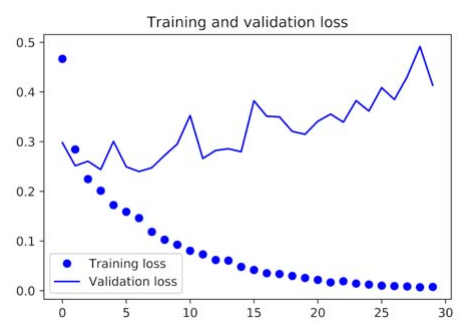 Training and validation loss
0.5
0.4
0.3
0.2
0.1
0.0
Training loss
Validation loss
0 5 10 15 20 25 30